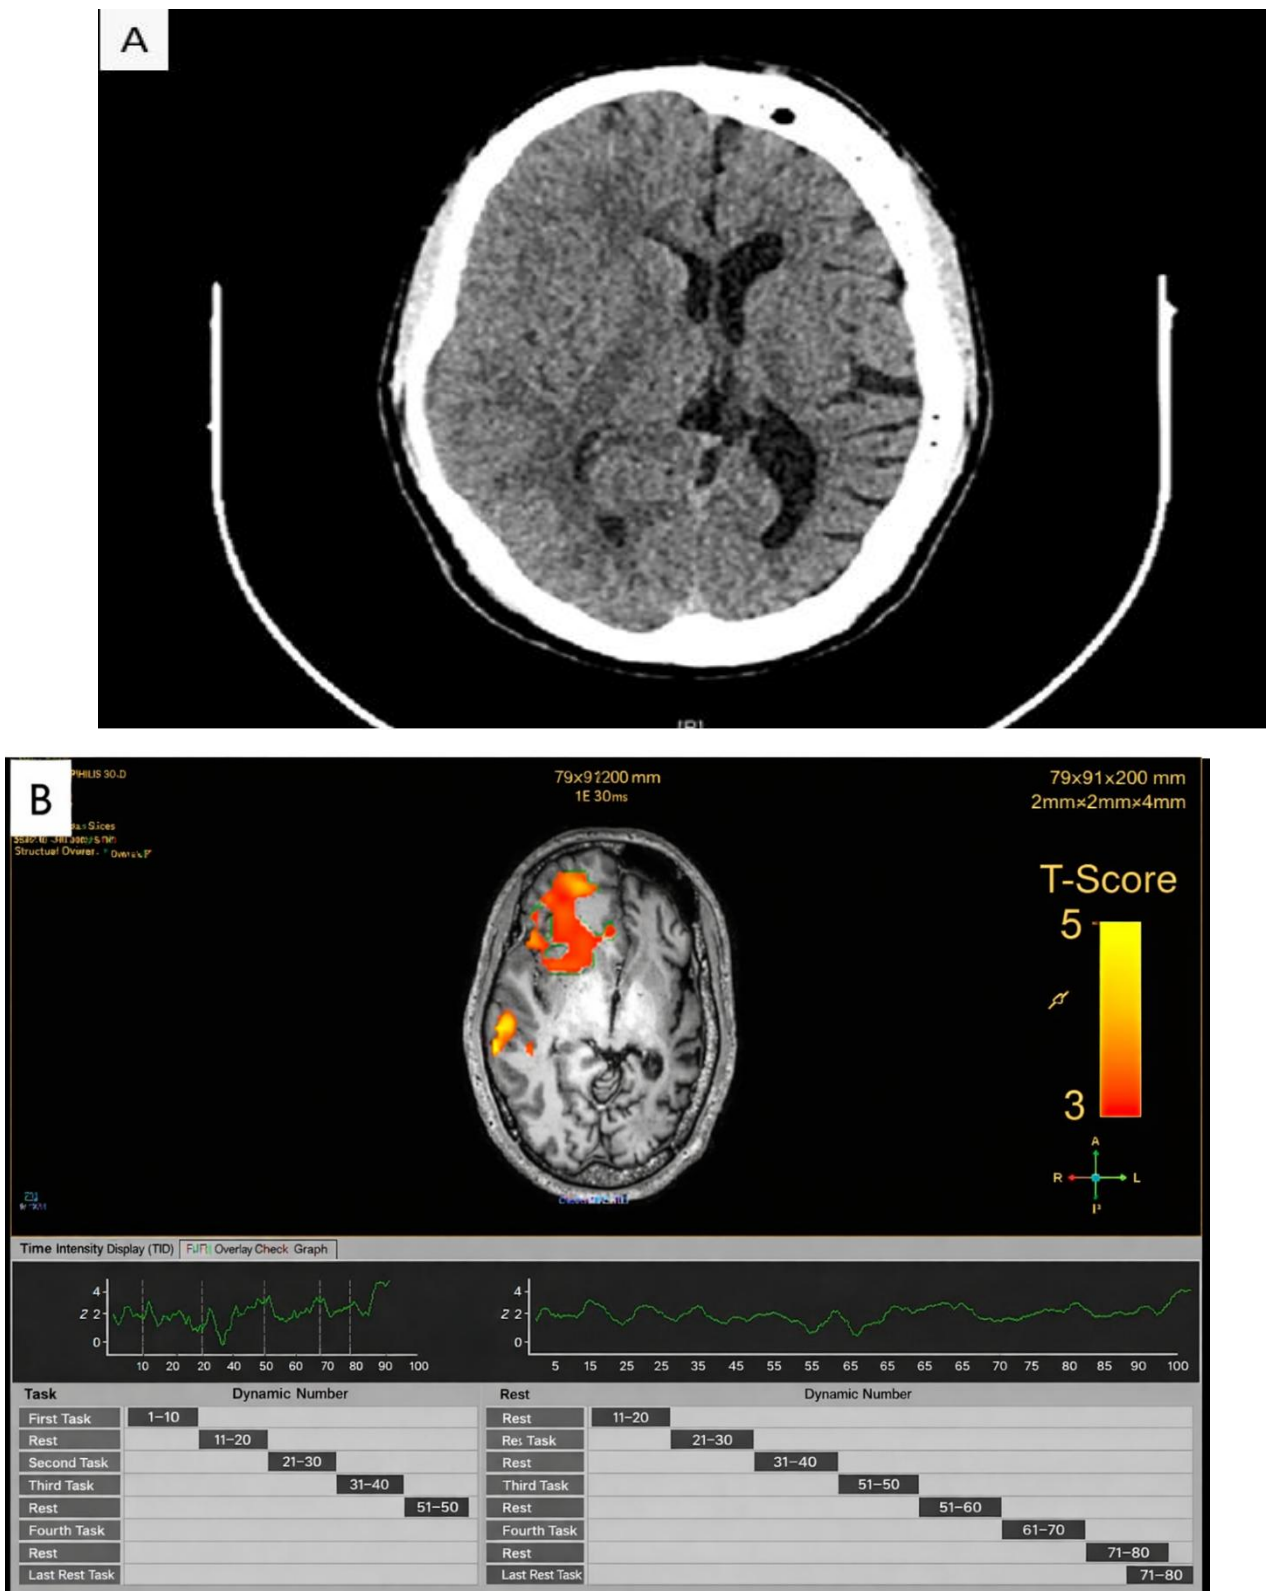 A
B
79x91200 mm
1E 30ms
79x91x200 mm
2mm×2mm×4mm
Slices
T-Score
5
3
A
R L
Time Intensity Display (TID) Overlay Check Graph
4
2 2
0
10 20 20 40 50 60 70 80 90 100
4
2 2
0
5 15 25 25 35 45 55 55 65 65 65 65 70 75 80 85 90 100
Task Dynamic Number
First Task 1–10
Rest 11–20
Second Task 21–30
Third Task 31–40
Rest 51–50
Fourth Task
Rest
Last Rest Task
Rest Dynamic Number
Rest 11–20
Res Task 21–30
Rest 31–40
Third Task 51–50
Rest 51–60
Fourth Task 61–70
Rest 71–80
Last Rest Task 71–80